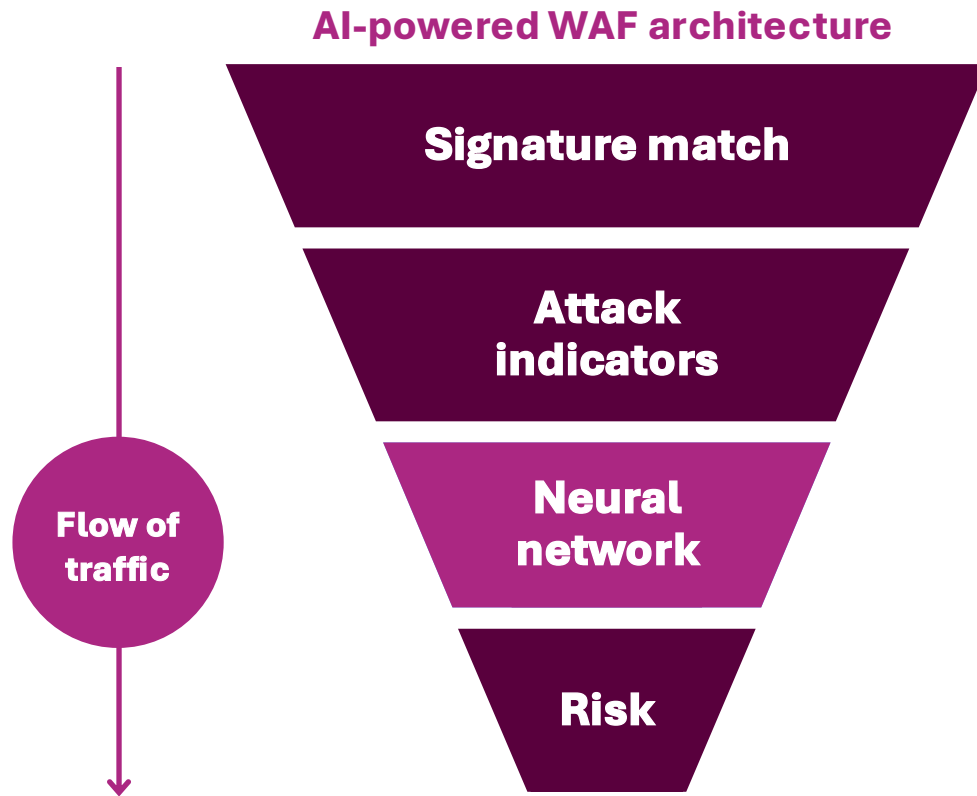 AI-powered WAF architecture
Signature match
Attack
indicators
Neural
network
Flow of
traffic
Risk